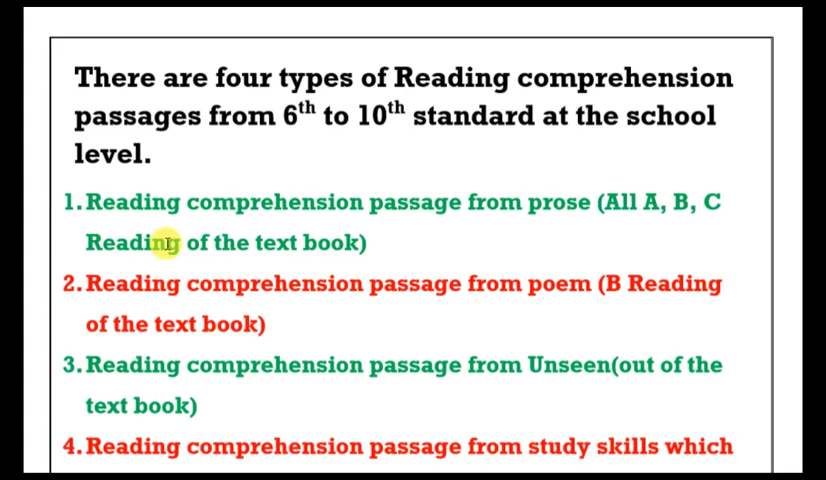 There are four types of Reading comprehension
passages from 6th to 10th standard at the school
level.
1. Reading comprehension passage from prose (All A, B, C
Reading of the text book)
2. Reading comprehension passage from poem (B Reading
of the text book)
3. Reading comprehension passage from Unseen(out of the
text book)
4. Reading comprehension passage from study skills which